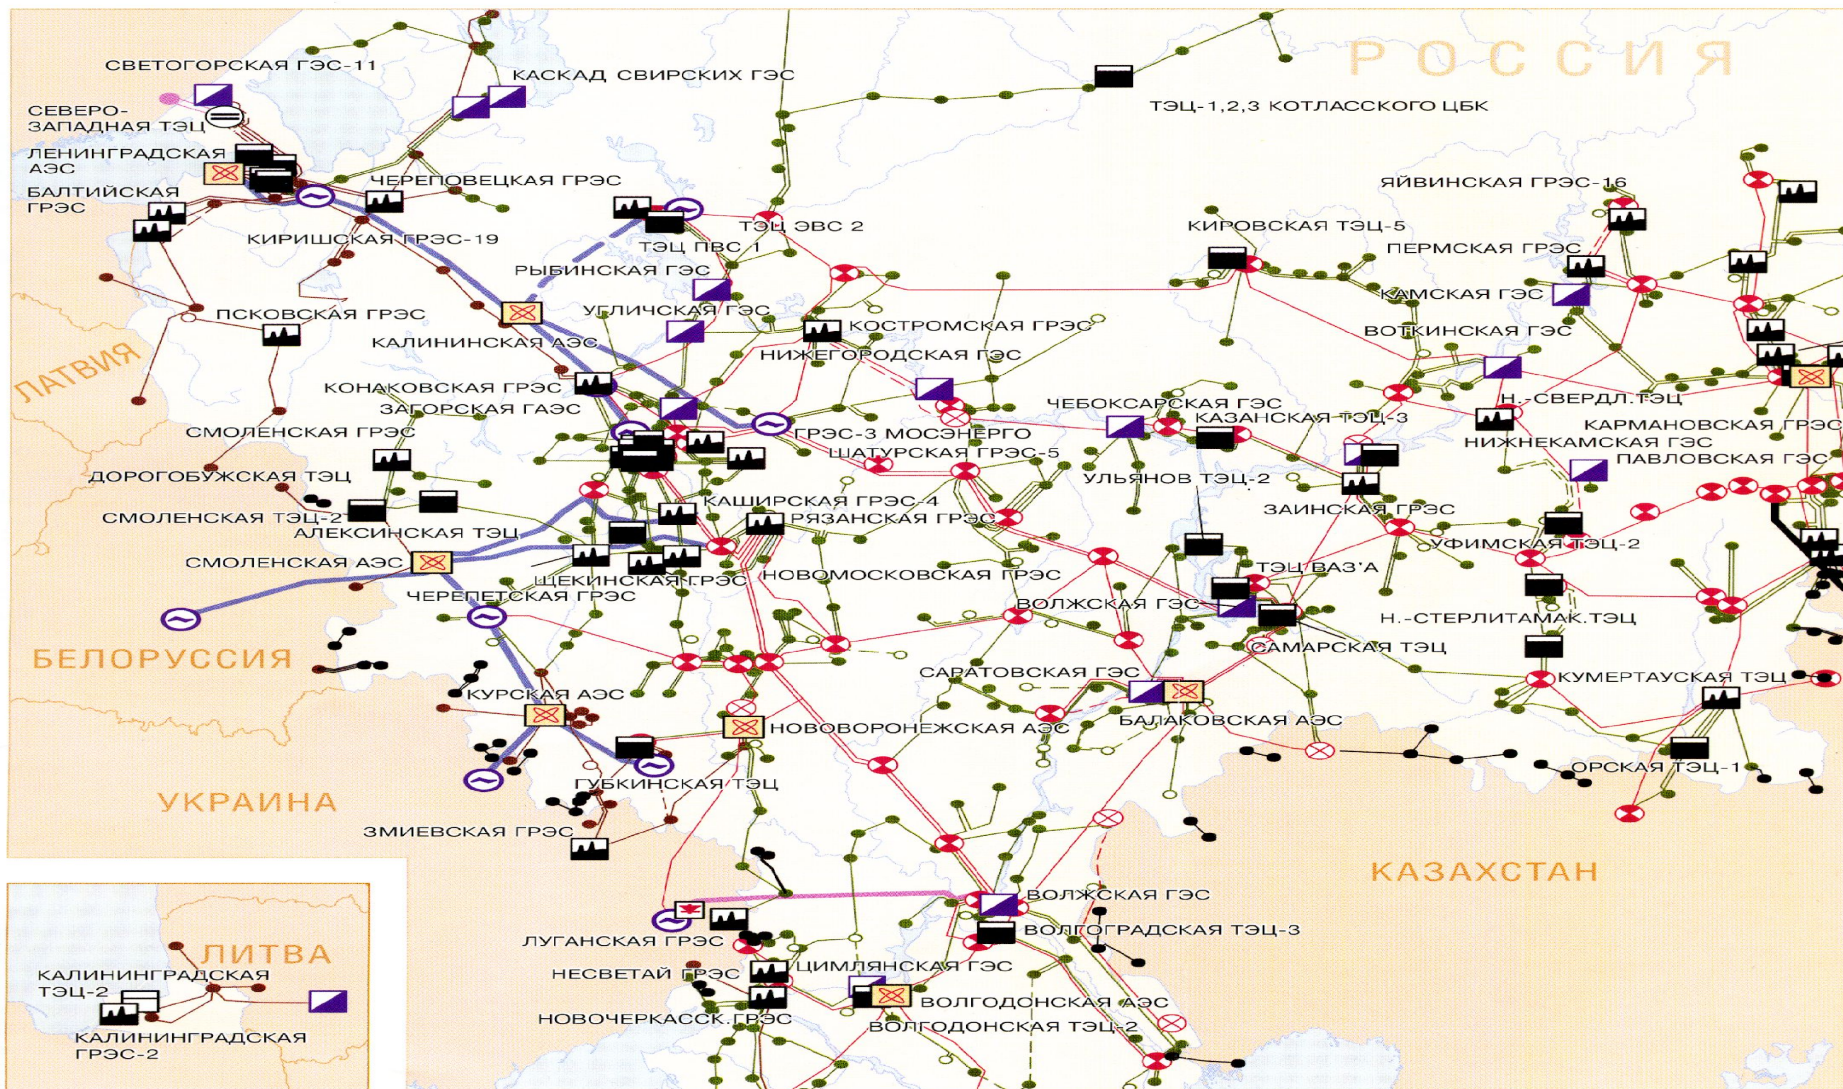 РОССИЯ
СВЕТОГОРСКАЯ ГЭС-11
КАСКАД СВИРСКИХ ГЭС
ТЭЦ-1,2,3 КОТЛАССКОГО ЦБК
СЕВЕРО-
ЗАПАДНАЯ ТЭЦ
ЛЕНИНГРАДСКАЯ
АЭС
БАЛТИЙСКАЯ
ГРЭС
ЧЕРЕПОВЕЦКАЯ ГРЭС
ЯЙВИНСКАЯ ГРЭС-16
КИРИШСКАЯ ГРЭС-19
ТЭЦ ЭВС 2
ТЭЦ ПВС 1
КИРОВСКАЯ ТЭЦ-5
ПЕРМСКАЯ ГРЭС
РЫБИНСКАЯ ГЭС
КАМСКАЯ ГЭС
ПСКОВСКАЯ ГРЭС
УГЛИЧСКАЯ ГЭС
КОСТРОМСКАЯ ГРЭС
ВОТКИНСКАЯ ГЭС
КАЛИНИНСКАЯ АЭС
НИЖЕГОРОДСКАЯ ГЭС
ЛАТВИЯ
КОНАКОВСКАЯ ГРЭС
ЗАГОРСКАЯ ГАЭС
ЧЕБОКСАРСКАЯ ГЭС
Н.-СВЕРДЛ.ТЭЦ
КАЗАНСКАЯ ТЭЦ-3
КАРМАНОВСКАЯ ГРЭС
СМОЛЕНСКАЯ ГРЭС
ГРЭС-3 МОСЭНЕРГО
НИЖНЕКАМСКАЯ ГЭС
ШАТУРСКАЯ ГРЭС-5
ПАВЛОВСКАЯ ГЭС
ДОРОГОБУЖСКАЯ ТЭЦ
УЛЬЯНОВ ТЭЦ-2
КАШИРСКАЯ ГРЭС-4
ЗАИНСКАЯ ГРЭС
СМОЛЕНСКАЯ ТЭЦ-2
РЯЗАНСКАЯ ГРЭС
АЛЕКСИНСКАЯ ТЭЦ
УФИМСКАЯ ТЭЦ-2
СМОЛЕНСКАЯ АЭС
ЩЕКИНСКАЯ ГРЭС
НОВОМОСКОВСКАЯ ГРЭС
ТЭЦ ВАЗ'А
ЧЕРЕПЕТСКАЯ ГРЭС
ВОЛЖСКАЯ ГЭС
Н.-СТЕРЛИТАМАК.ТЭЦ
БЕЛОРУССИЯ
САМАРСКАЯ ТЭЦ
САРАТОВСКАЯ ГЭС
КУМЕРТАУСКАЯ ТЭЦ
КУРСКАЯ АЭС
БАЛАКОВСКАЯ АЭС
НОВОВОРОНЕЖСКАЯ АЭС
ОРСКАЯ ТЭЦ-1
ГУБКИНСКАЯ ТЭЦ
УКРАИНА
ЗМИЕВСКАЯ ГРЭС
КАЗАХСТАН
ВОЛЖСКАЯ ГЭС
ВОЛГОГРАДСКАЯ ТЭЦ-3
ЛУГАНСКАЯ ГРЭС
ЦИМЛЯНСКАЯ ГЭС
НЕСВЕТАЙ ГРЭС
ВОЛГОДОНСКАЯ АЭС
НОВОЧЕРКАССК.ГРЭС
ВОЛГОДОНСКАЯ ТЭЦ-2
ЛИТВА
КАЛИНИНГРАДСКАЯ
ТЭЦ-2
КАЛИНИНГРАДСКАЯ
ГРЭС-2